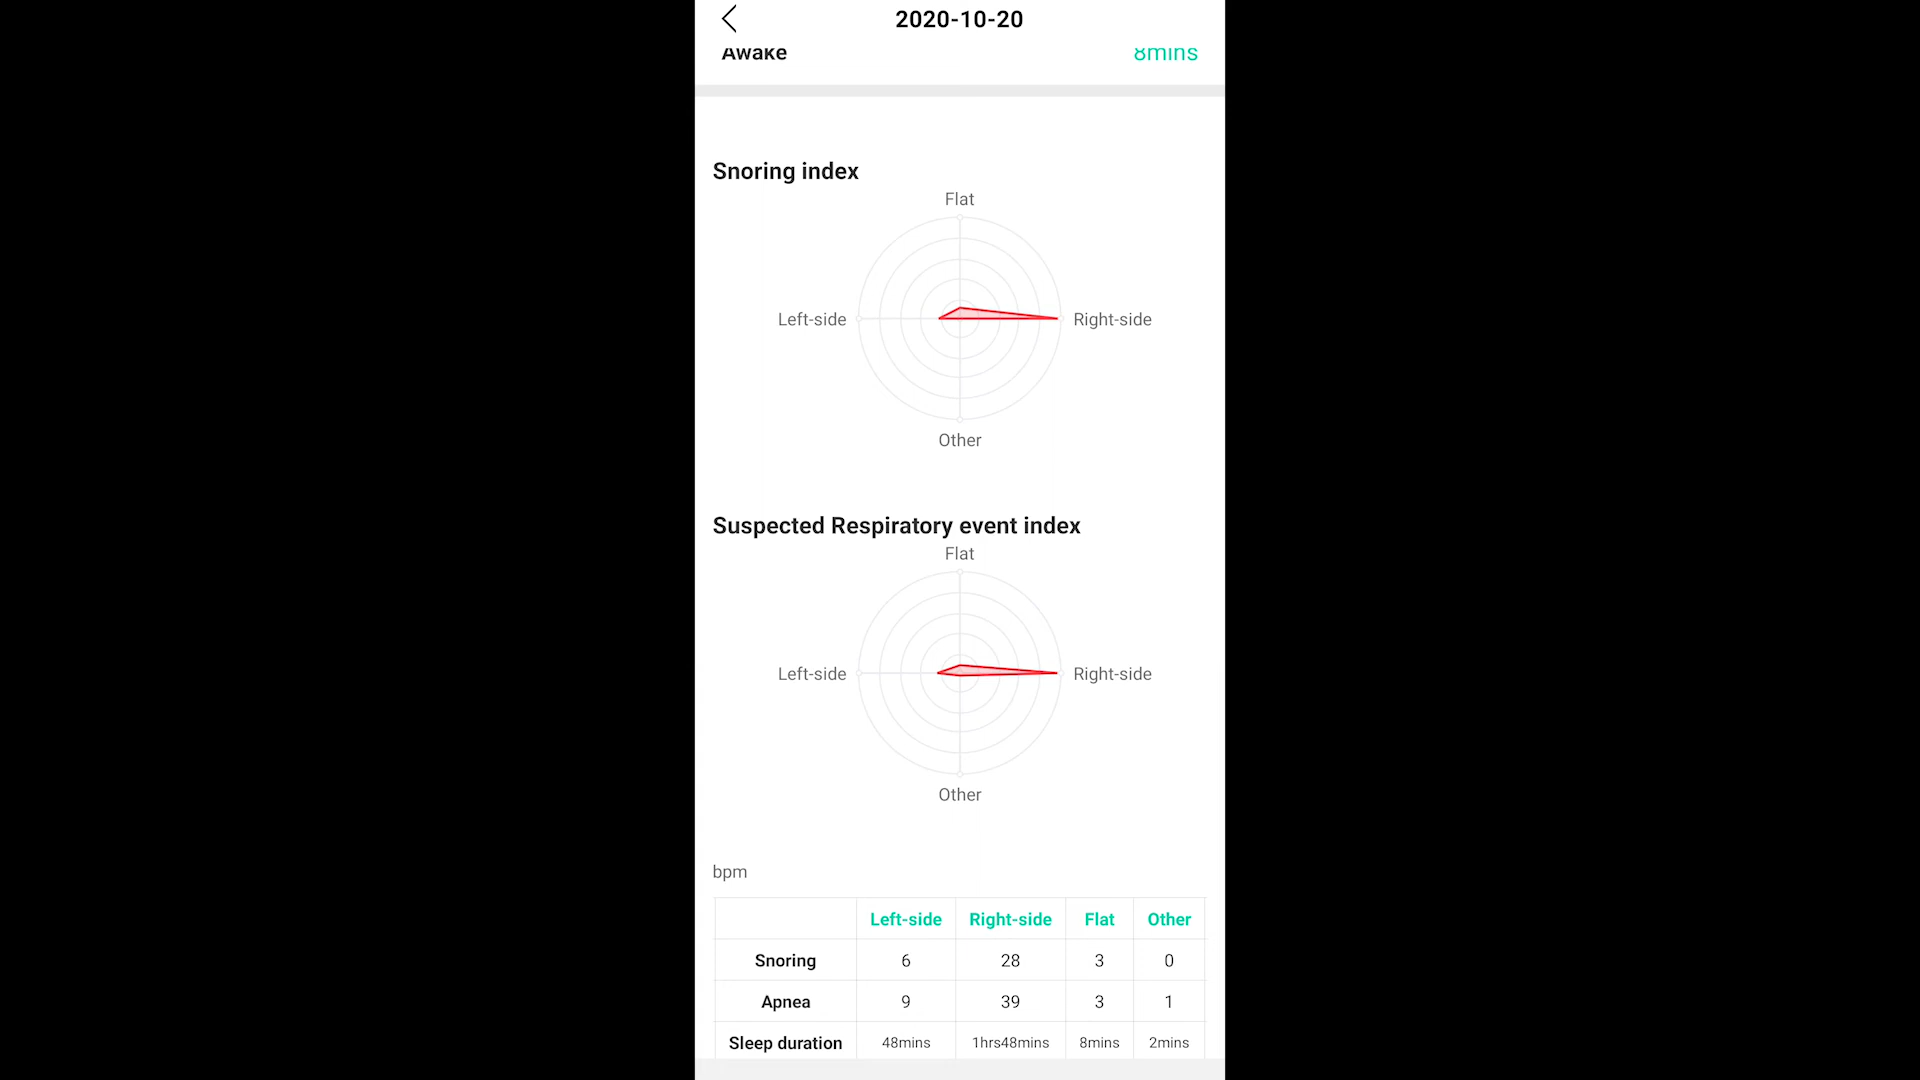 2020-10-20
Awake 8mins
Snoring index
Flat
Left-side Right-side
Other
Suspected Respiratory event index
Flat
Left-side Right-side
Other
bpm
Left-side Right-side Flat Other
Snoring 6 28 3 0
Apnea 9 39 3 1
Sleep duration 48mins 1hrs48mins 8mins 2mins